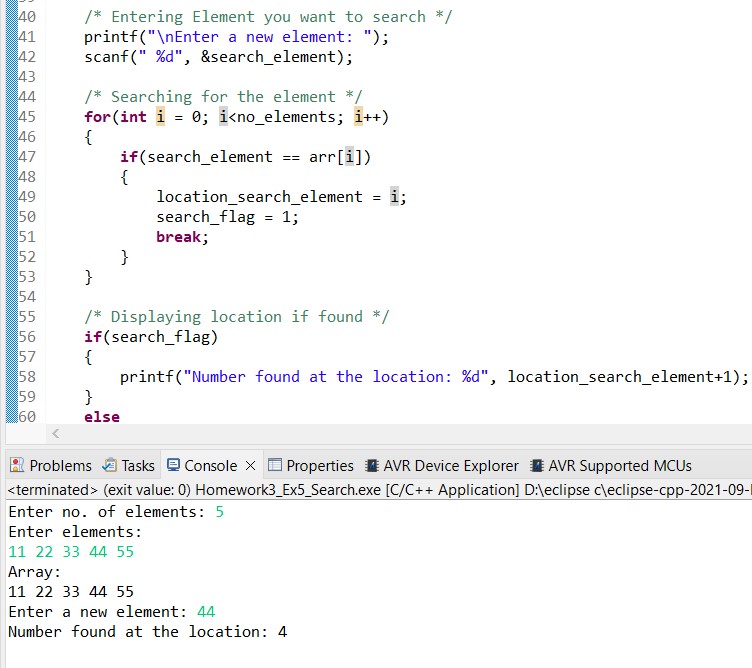 40 /* Entering Element you want to search */
41 printf("\nEnter a new element: ");
42 scanf(" %d", &search_element);
43
44 /* Searching for the element */
45 for(int i = 0; i<no_elements; i++)
46 {
47 if(search_element == arr[i])
48 {
49 location_search_element = i;
50 search_flag = 1;
51 break;
52 }
53 }
54
55 /* Displaying location if found */
56 if(search_flag)
57 {
58 printf("Number found at the location: %d", location_search_element+1);
59 }
60 else
Problems Tasks Console Properties AVR Device Explorer AVR Supported MCUs
<terminated> (exit value: 0) Homework3_Ex5_Search.exe [C/C++ Application] D:\eclipse c\eclipse-cpp-2021-09-
Enter no. of elements: 5
Enter elements:
11 22 33 44 55
Array:
11 22 33 44 55
Enter a new element: 44
Number found at the location: 4